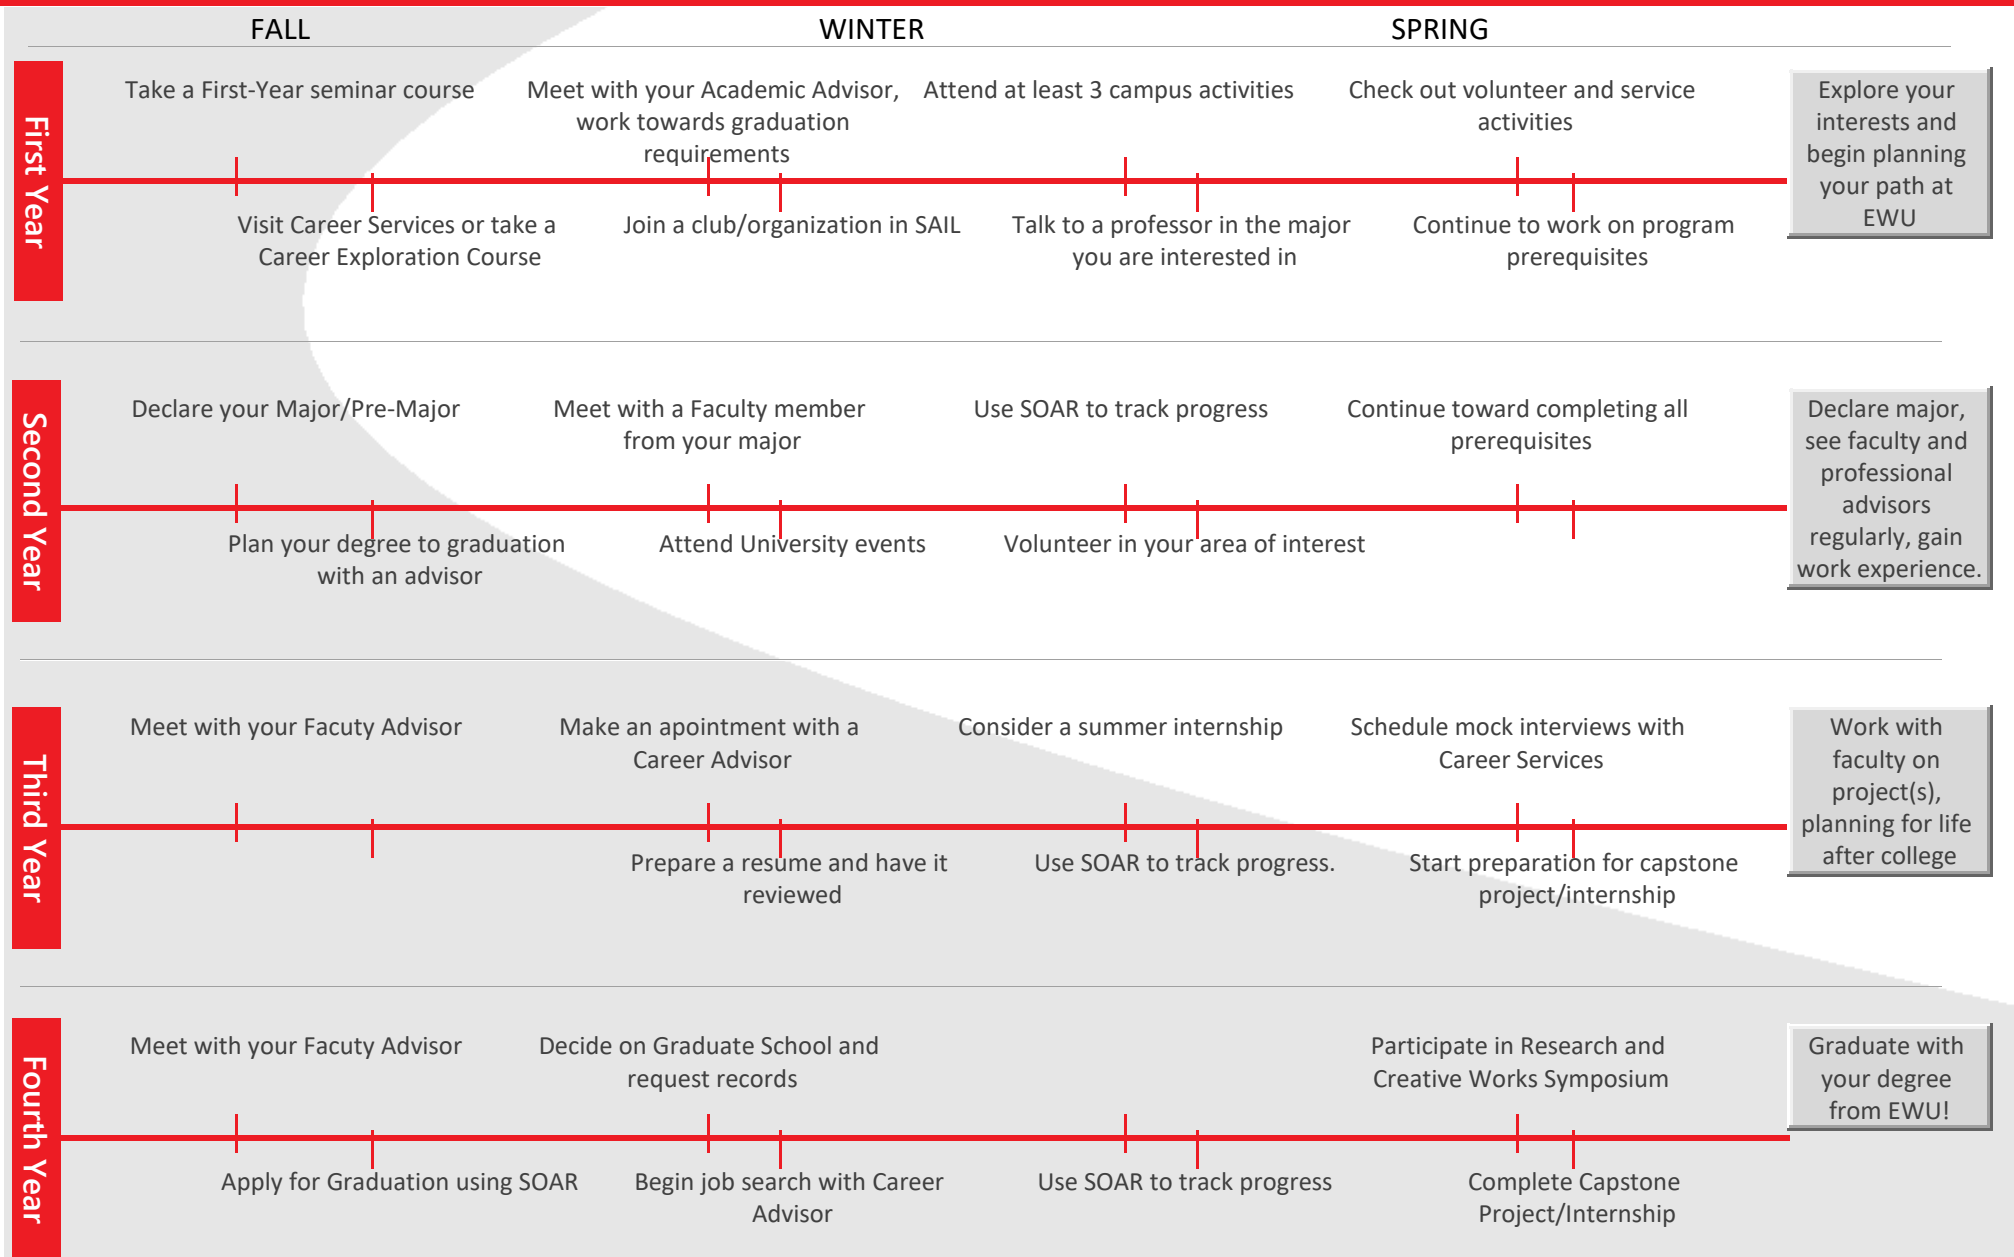 FALL
WINTER
SPRING
First Year
Take a First-Year seminar course
Meet with your Academic Advisor,
work towards graduation
requirements
Attend at least 3 campus activities
Check out volunteer and service
activities
Visit Career Services or take a
Career Exploration Course
Join a club/organization in SAIL
Talk to a professor in the major
you are interested in
Continue to work on program
prerequisites
Explore your
interests and
begin planning
your path at
EWU
Second Year
Declare your Major/Pre-Major
Meet with a Faculty member
from your major
Use SOAR to track progress
Continue toward completing all
prerequisites
Plan your degree to graduation
with an advisor
Attend University events
Volunteer in your area of interest
Declare major,
see faculty and
professional
advisors
regularly, gain
work experience.
Third Year
Meet with your Facuty Advisor
Make an apointment with a
Career Advisor
Consider a summer internship
Schedule mock interviews with
Career Services
Prepare a resume and have it
reviewed
Use SOAR to track progress.
Start preparation for capstone
project/internship
Work with
faculty on
project(s),
planning for life
after college
Fourth Year
Meet with your Facuty Advisor
Decide on Graduate School and
request records
Participate in Research and
Creative Works Symposium
Apply for Graduation using SOAR
Begin job search with Career
Advisor
Use SOAR to track progress
Complete Capstone
Project/Internship
Graduate with
your degree
from EWU!